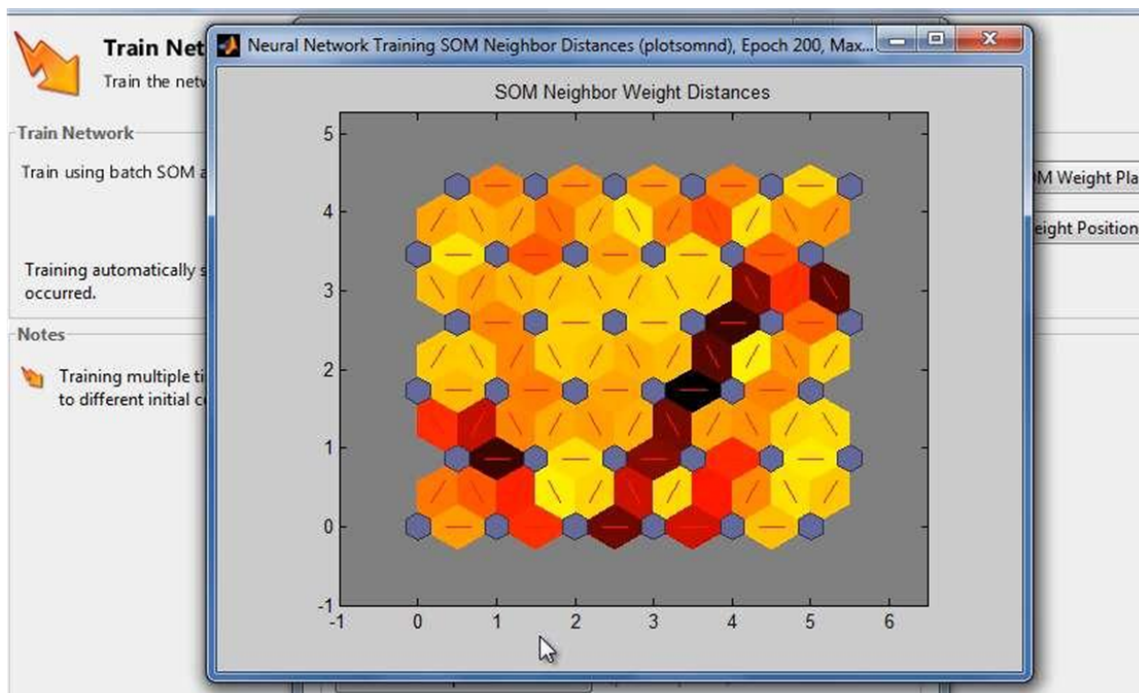 Train Net
Train the netw
Neural Network Training SOM Neighbor Distances (plotsomnd), Epoch 200, Max...
Train Network
Train using batch SOM a
Training automatically s
occurred.
Notes
Training multiple ti
to different initial c
SOM Neighbor Weight Distances
5
4
3
2
1
0
-1
-1 0 1 2 3 4 5 6
M Weight Pla
eight Position